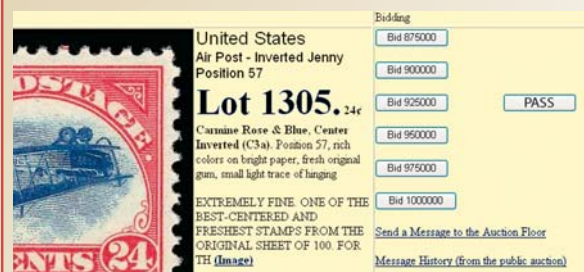 POSTAGE
CENTS 24
United States
Air Post - Inverted Jenny
Position 57
Lot 1305. 24¢
Carmine Rose & Blue, Center
Inverted (C3a). Position 57, rich
colors on bright paper, fresh original
gum, small light trace of hinging
EXTREMELY FINE. ONE OF THE
BEST-CENTERED AND
FRESHEST STAMPS FROM THE
ORIGINAL SHEET OF 100. FOR
TH (Image)
Bidding
Bid 875000
Bid 900000
Bid 925000
PASS
Bid 950000
Bid 975000
Bid 1000000
Send a Message to the Auction Floor
Message History (from the public auction)